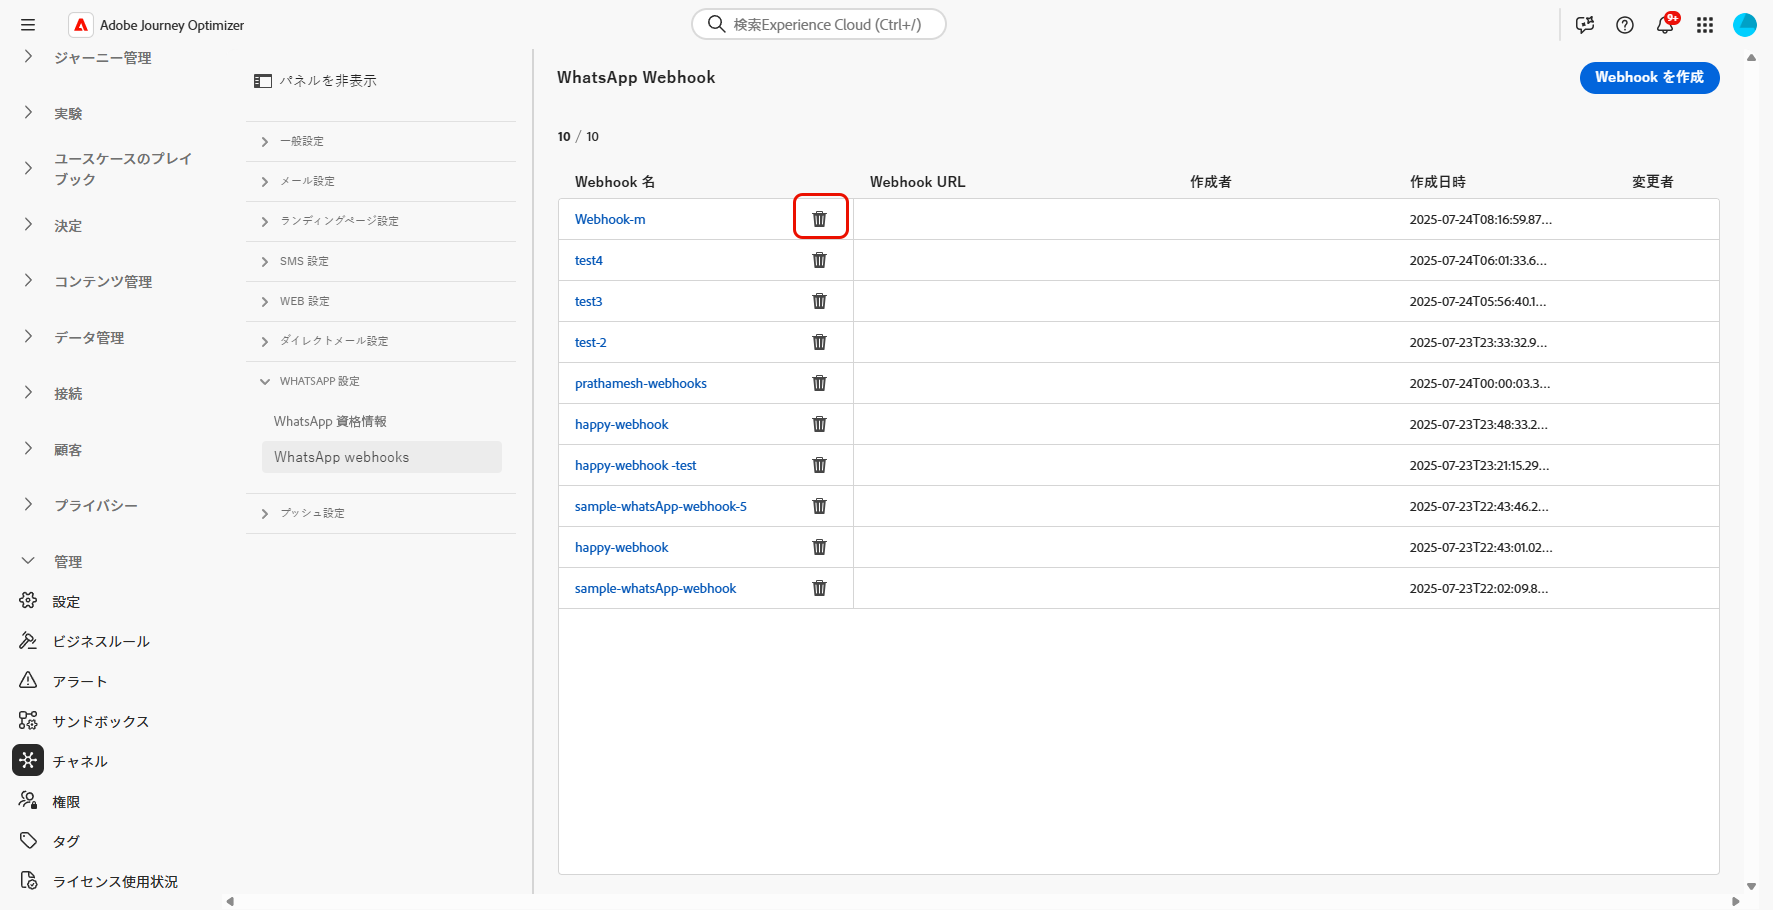 Adobe Journey Optimizer
検索Experience Cloud (Ctrl+/)
9+
ジャーニー管理
実験
ユースケースのプレイ
ブック
決定
コンテンツ管理
データ管理
接続
顧客
プライバシー
管理
設定
ビジネスルール
アラート
サンドボックス
チャネル
権限
タグ
ライセンス使用状況
パネルを非表示
一般設定
メール設定
ランディングページ設定
SMS 設定
WEB 設定
ダイレクトメール設定
WHATSAPP 設定
WhatsApp 資格情報
WhatsApp webhooks
プッシュ設定
WhatsApp Webhook
Webhook を作成
10 / 10
Webhook 名 Webhook URL 作成者 作成日時 変更者
Webhook-m 2025-07-24T08:16:59.87...
test4 2025-07-24T06:01:33.6...
test3 2025-07-24T05:56:40.1...
test-2 2025-07-23T23:33:32.9...
prathamesh-webhooks 2025-07-24T00:00:03.3...
happy-webhook 2025-07-23T23:48:33.2...
happy-webhook -test 2025-07-23T23:21:15.29...
sample-whatsApp-webhook-5 2025-07-23T22:43:46.2...
happy-webhook 2025-07-23T22:43:01.02...
sample-whatsApp-webhook 2025-07-23T22:02:09.8...